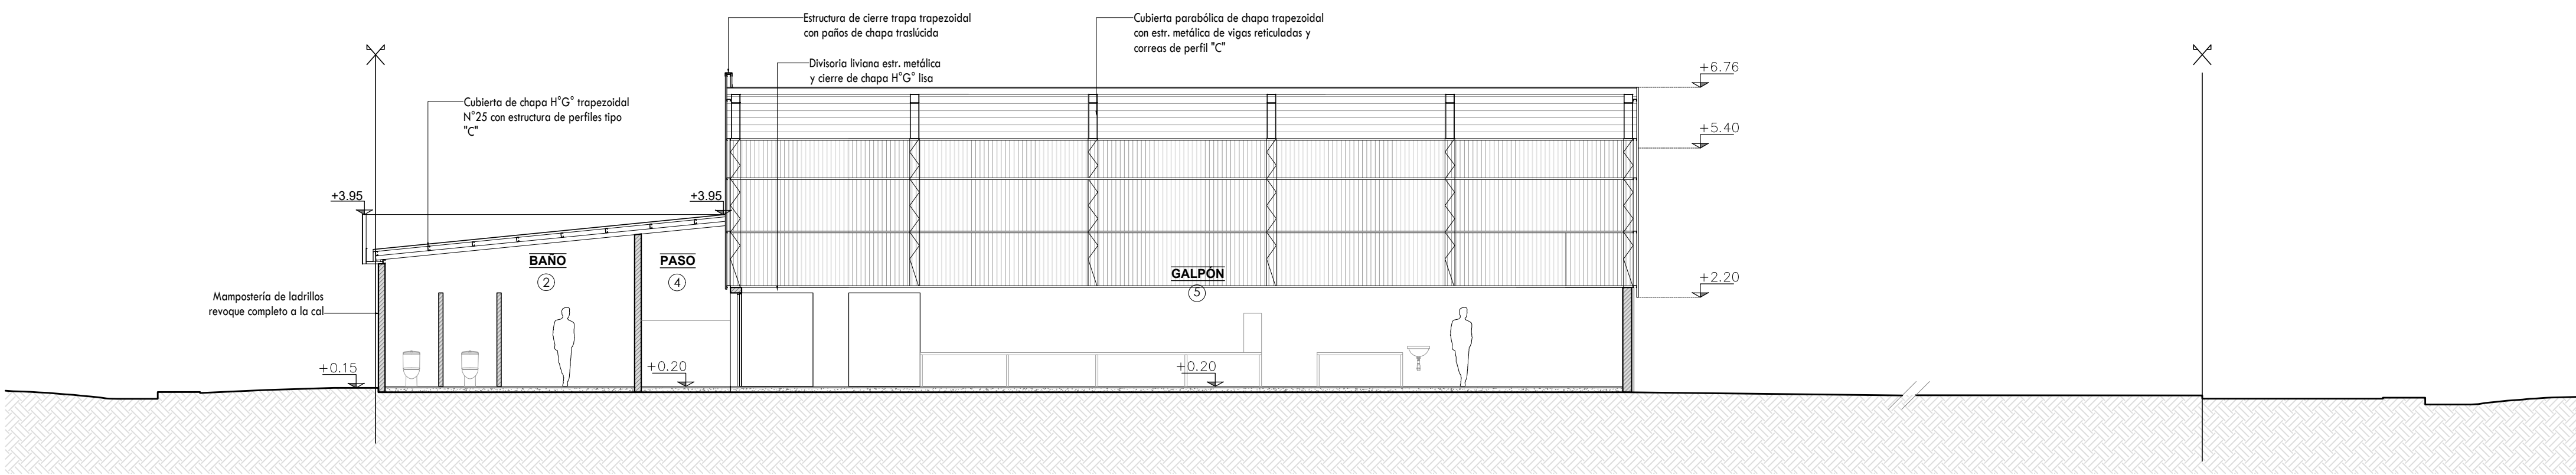 Estructura de cierre trapa trapezoidal
con paños de chapa traslúcida
Cubierta parabólica de chapa trapezoidal
con estr. metálica de vigas reticuladas y
correas de perfil "C"
Divisoria liviana estr. metálica
y cierre de chapa H°G° lisa
+6.76
Cubierta de chapa H°G° trapezoidal
N°25 con estructura de perfiles tipo
"C"
+5.40
+3.95
+3.95
BAÑO
2
PASO
4
GALPÓN
5
+2.20
Mampostería de ladrillos
revoque completo a la cal
+0.15
+0.20
+0.20